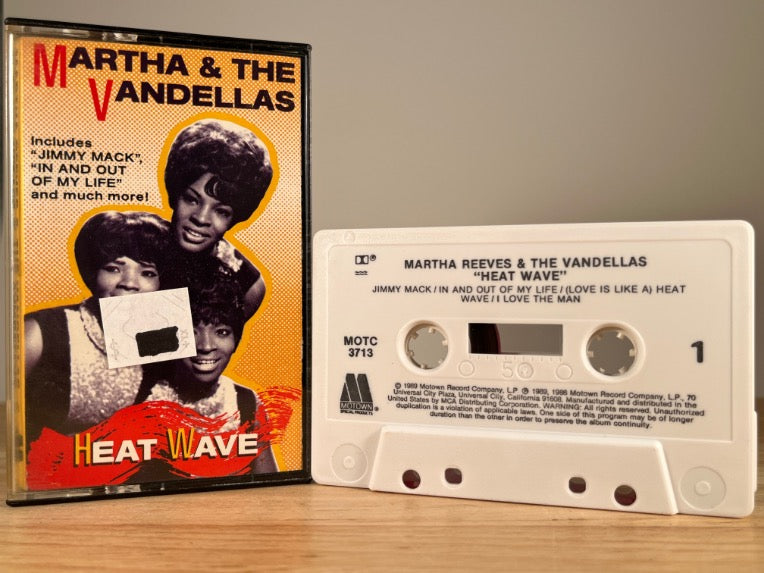 MARTHA & THE
VANDELLAS
Includes
"JIMMY MACK",
"IN AND OUT
OF MY LIFE"
and much more!
HEAT WAVE
MARTHA REEVES & THE VANDELLAS
"HEAT WAVE"
JIMMY MACK / IN AND OUT OF MY LIFE / (LOVE IS LIKE A) HEAT
WAVE / I LOVE THE MAN
MOTC
3713
50
1
MOTOWN
SPECIAL PRODUCTS
© 1989 Motown Record Company, L.P ℗ 1989, 1986 Motown Record Company, L.P., 70
Universal City Plaza, Universal City, California 91608. Manufactured and distributed in the
United States by MCA Distributing Corporation. WARNING: All rights reserved. Unauthorized
duplication is a violation of applicable laws. One side of this program may be of longer
duration than the other in order to preserve the album continuity.